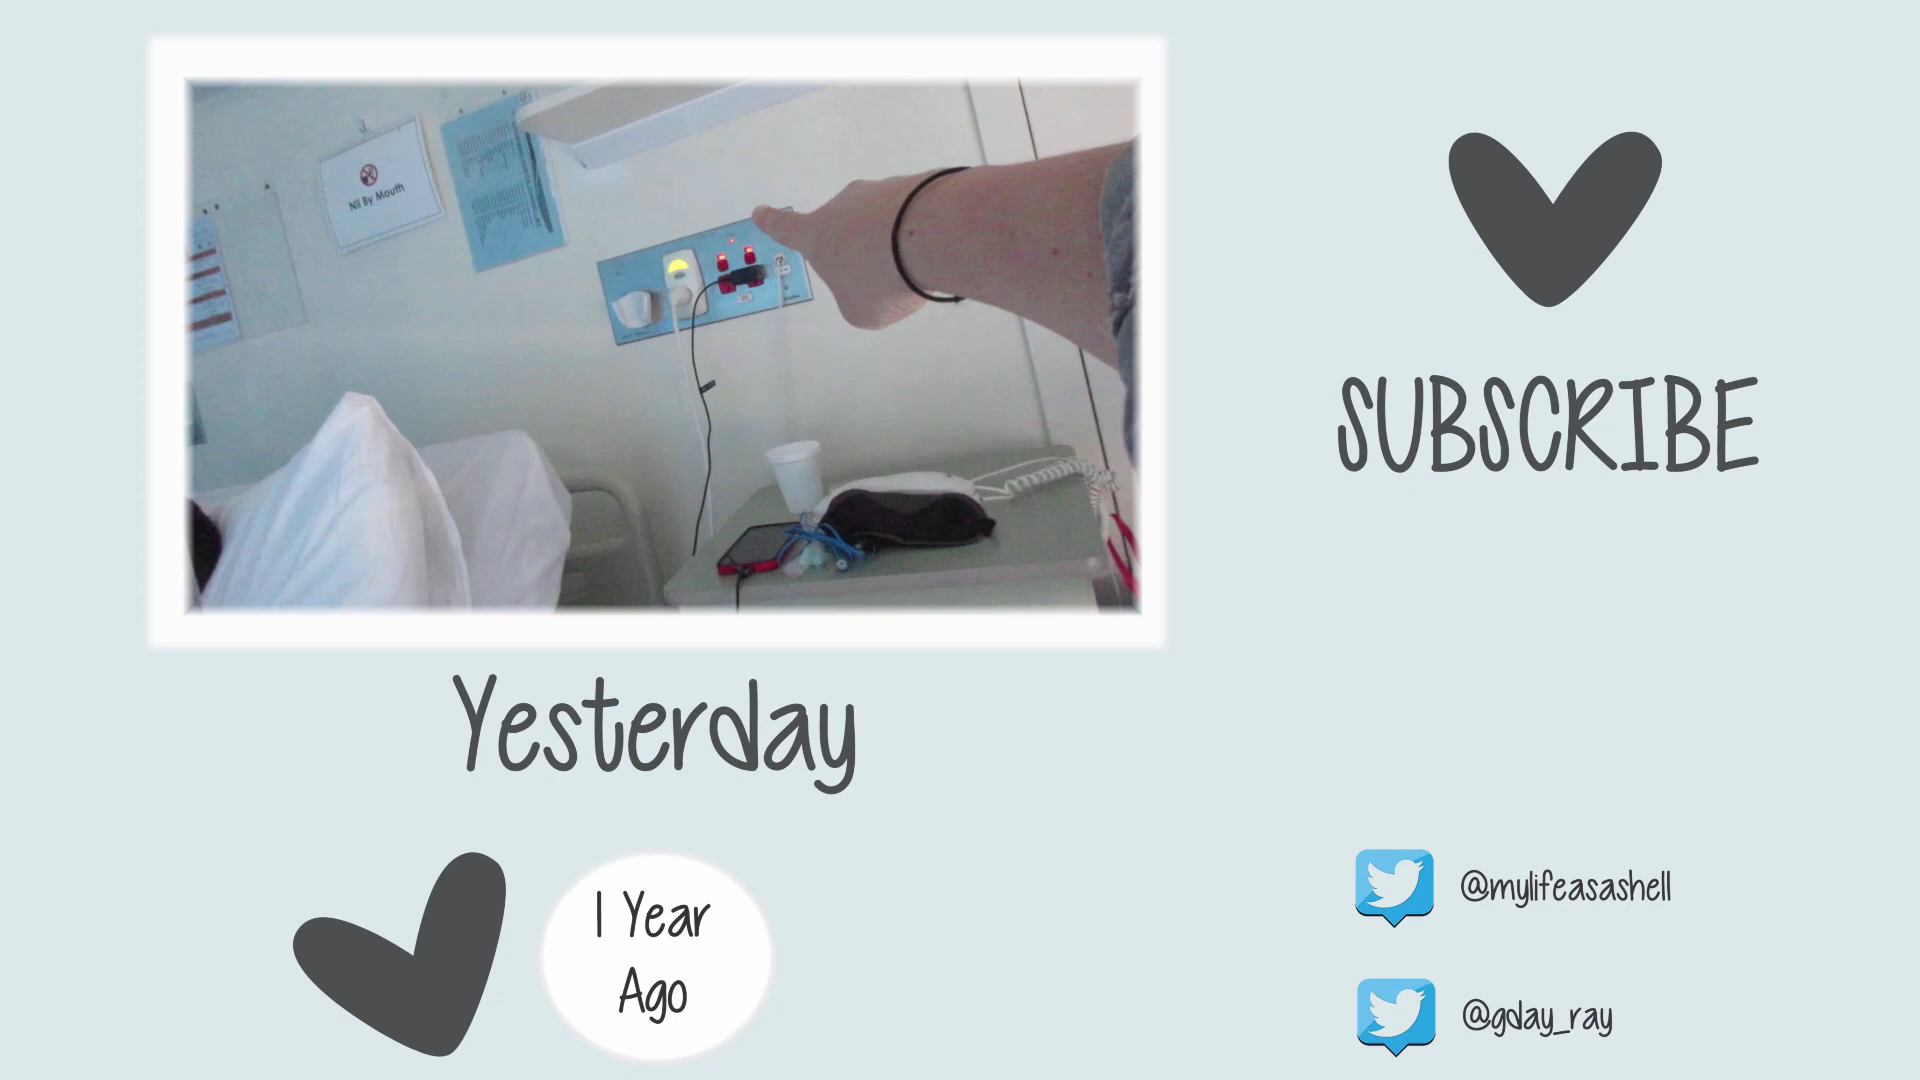 Nil By Mouth
SUBSCRIBE
Yesterday
1 Year
Ago
@mylifeasashell
@gday_ray